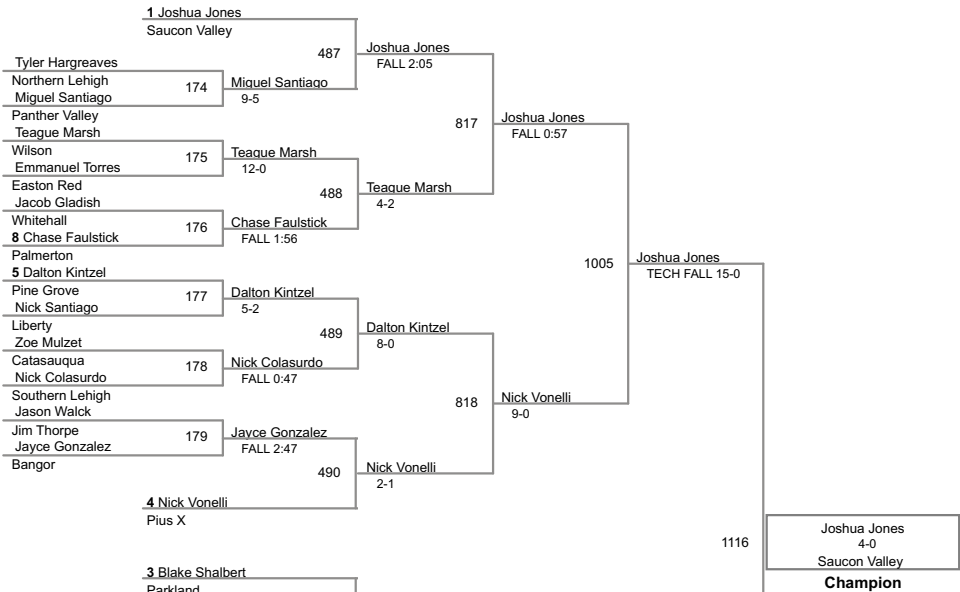 1 Joshua Jones
Saucon Valley
487
Joshua Jones
FALL 2:05
Tyler Hargreaves
Northern Lehigh
174
Miguel Santiago
9-5
Miguel Santiago
Panther Valley
817
Joshua Jones
FALL 0:57
Teague Marsh
Wilson
175
Teague Marsh
12-0
Emmanuel Torres
Easton Red
488
Teague Marsh
4-2
Jacob Gladish
Whitehall
176
Chase Faulstick
FALL 1:56
8 Chase Faulstick
Palmerton
1005
Joshua Jones
TECH FALL 15-0
5 Dalton Kintzel
Pine Grove
177
Dalton Kintzel
5-2
Nick Santiago
Liberty
489
Dalton Kintzel
8-0
Zoe Mulzet
Catasauqua
178
Nick Colasurdo
FALL 0:47
Nick Colasurdo
Southern Lehigh
818
Nick Vonelli
9-0
Jason Walck
Jim Thorpe
179
Jayce Gonzalez
FALL 2:47
Jayce Gonzalez
Bangor
490
Nick Vonelli
2-1
4 Nick Vonelli
Pius X
1116
Joshua Jones
4-0
Saucon Valley
Champion
3 Blake Shalbert
Parkland